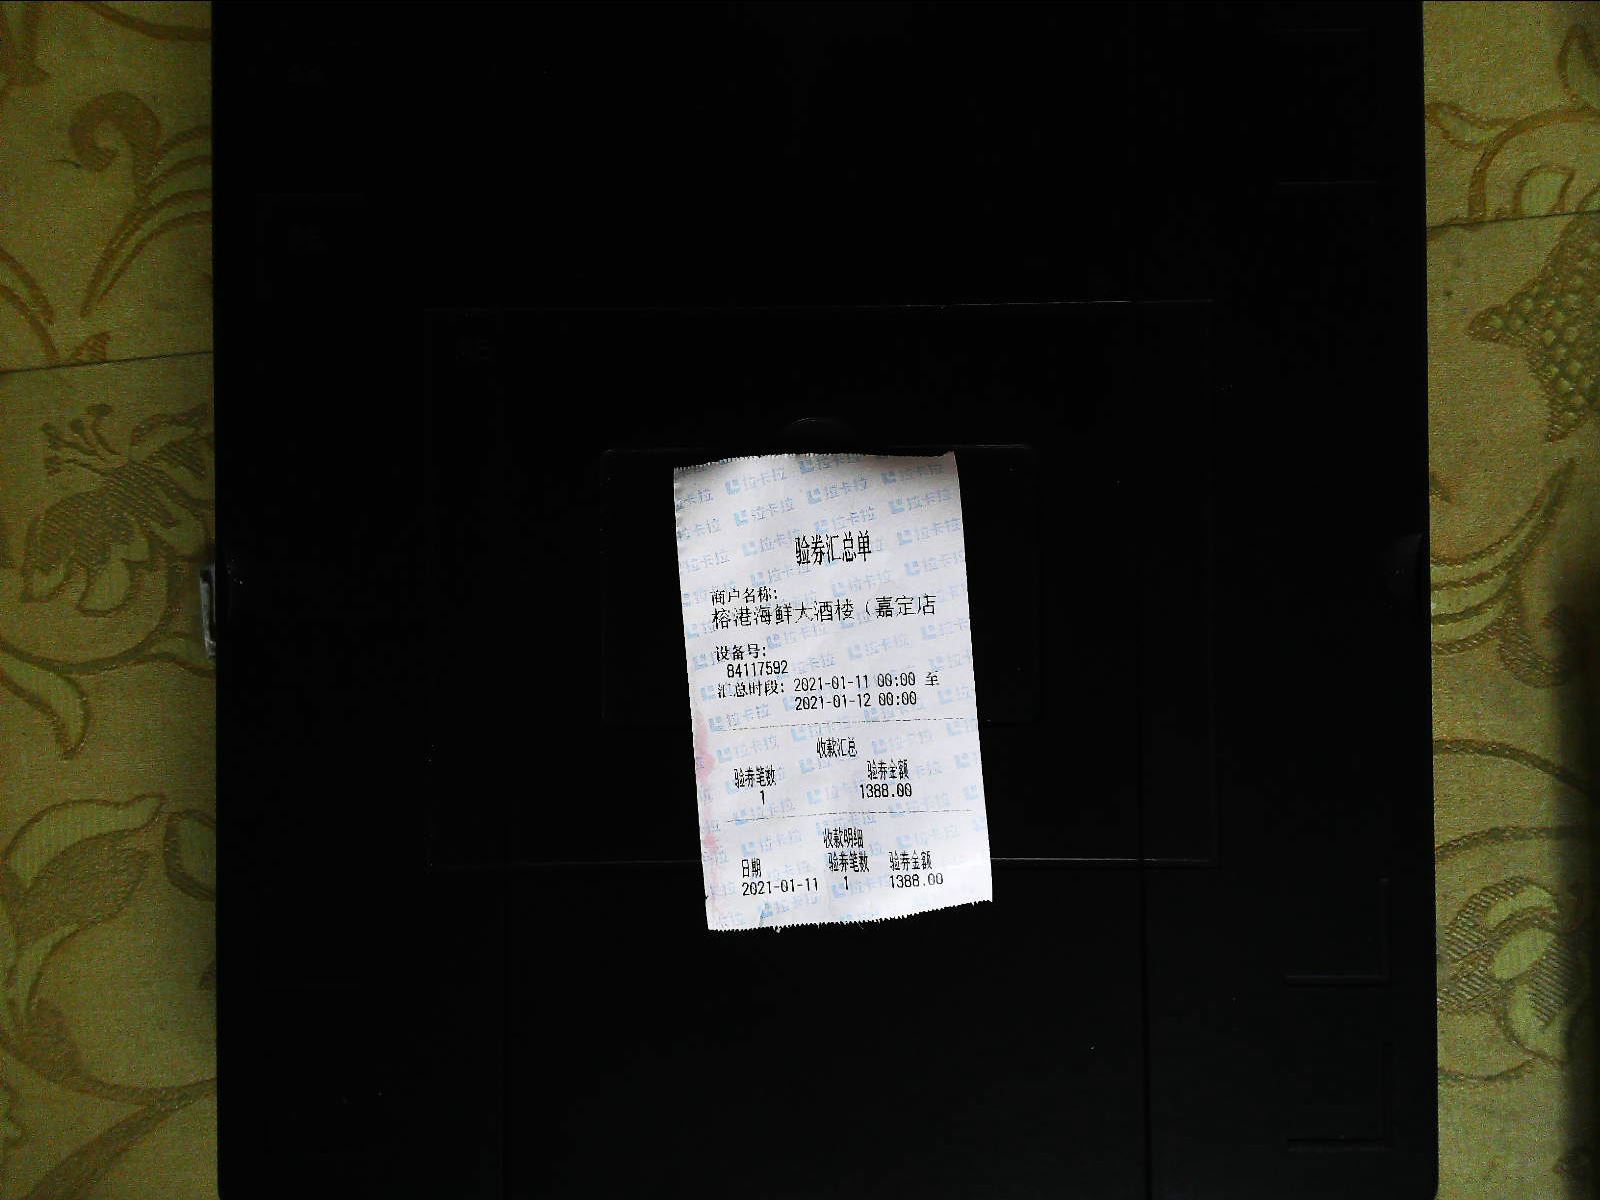 验券汇总单
商户名称:
榕港海鲜大酒楼（嘉定店
设备号:
84117592
汇总时段: 2021-01-11 00:00 至
2021-01-12 00:00
收款汇总
验券笔数 验券金额
1 1388.00
收款明细
日期 验券笔数 验券金额
2021-01-11 1 1388.00
拉卡拉